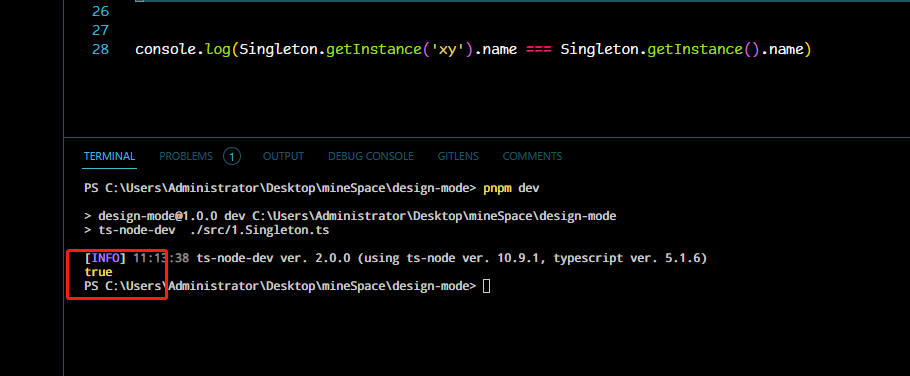 26
27
28 console.log(Singleton.getInstance('xy').name === Singleton.getInstance().name)
TERMINAL PROBLEMS 1 OUTPUT DEBUG CONSOLE GITLENS COMMENTS
PS C:\Users\Administrator\Desktop\mineSpace\design-mode> pnpm dev
> design-mode@1.0.0 dev C:\Users\Administrator\Desktop\mineSpace\design-mode
> ts-node-dev ./src/1.Singleton.ts
[INFO] 11:13:38 ts-node-dev ver. 2.0.0 (using ts-node ver. 10.9.1, typescript ver. 5.1.6)
true
PS C:\Users\Administrator\Desktop\mineSpace\design-mode>